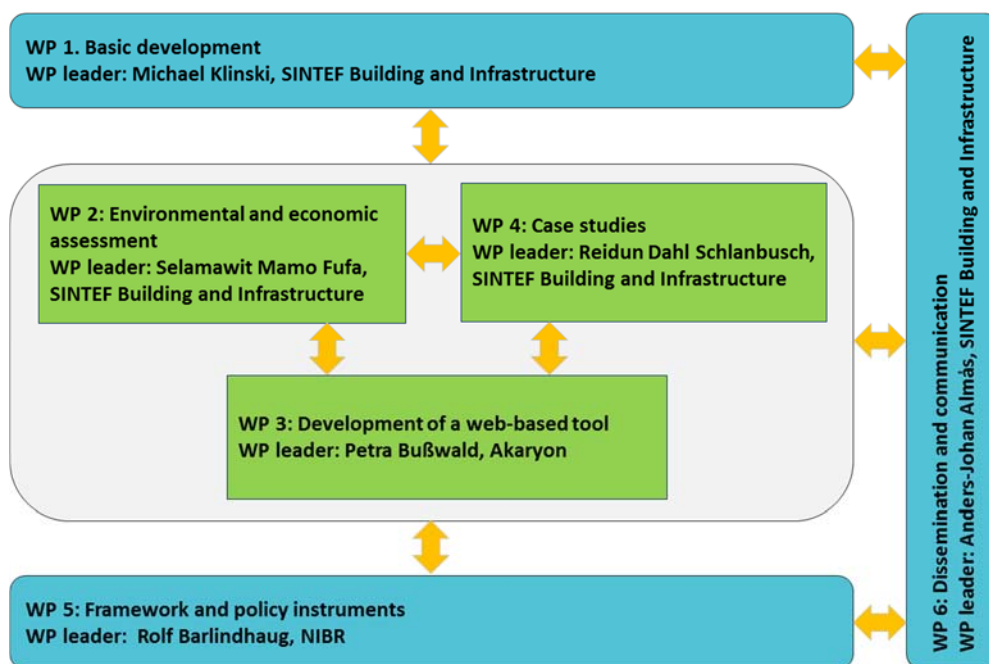 WP 1. Basic development
WP leader: Michael Klinski, SINTEF Building and Infrastructure
WP 2: Environmental and economic
assessment
WP leader: Selamawit Mamo Fufa,
SINTEF Building and Infrastructure
WP 4: Case studies
WP leader: Reidun Dahl Schlanbusch,
SINTEF Building and Infrastructure
WP 3: Development of a web-based tool
WP leader: Petra Bußwald, Akaryon
WP 5: Framework and policy instruments
WP leader: Rolf Barlindhaug, NIBR
WP 6: Dissemination and communication
WP leader: Anders-Johan Almås, SINTEF Building and Infrastructure